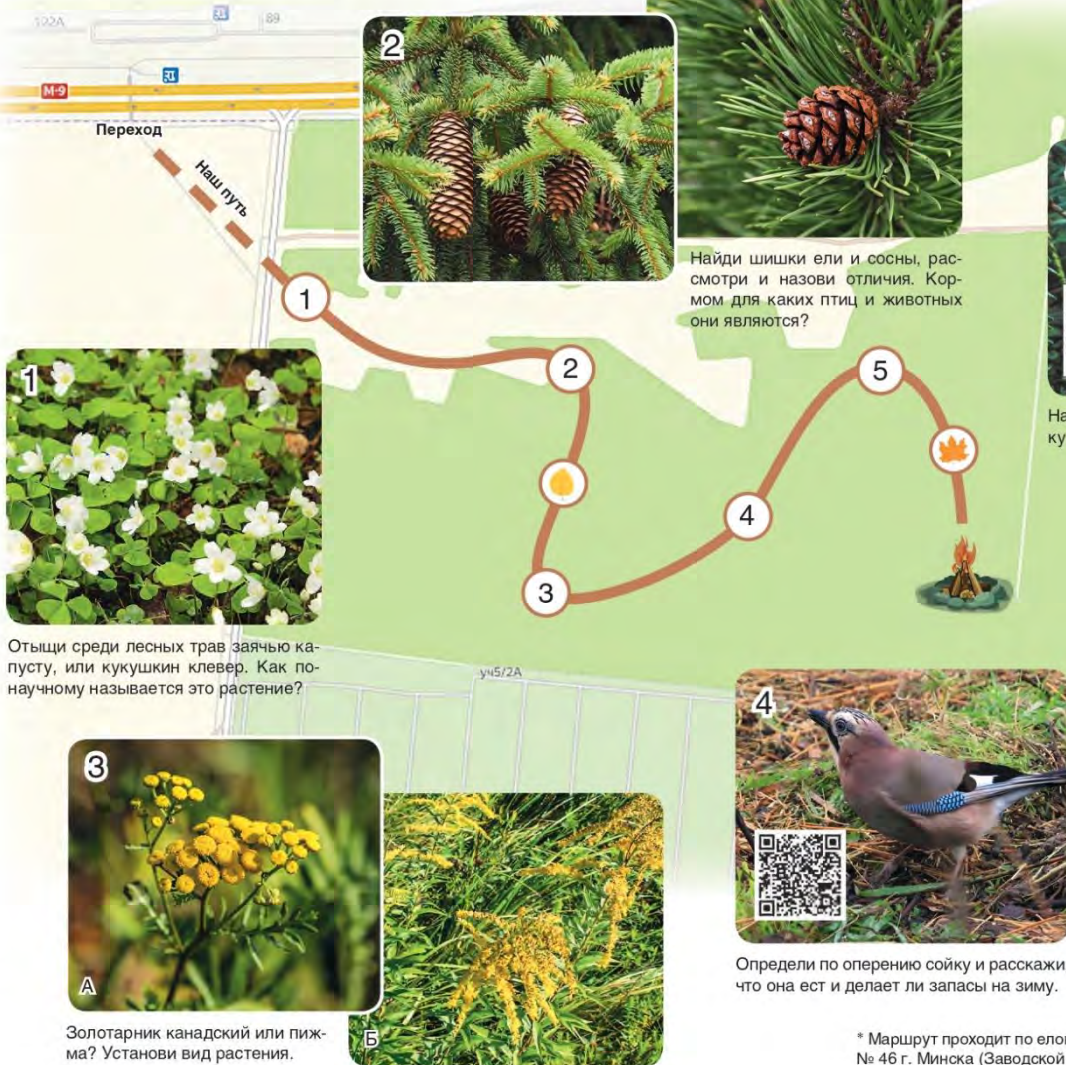 122А
89
М-9
Переход
Наш путь
2
Найди шишки ели и сосны, рас-
смотри и назови отличия. Кор-
мом для каких птиц и животных
они являются?
1
2
5
4
3
1
Отыщи среди лесных трав заячью ка-
пусту, или кукушкин клевер. Как по-
научному называется это растение?
уч5/2А
3
А
Б
Золотарник канадский или пиж-
ма? Установи вид растения.
4
Определи по оперению сойку и расскажи,
что она ест и делает ли запасы на зиму.
* Маршрут проходит по
№ 46 г. Минска (Заводской